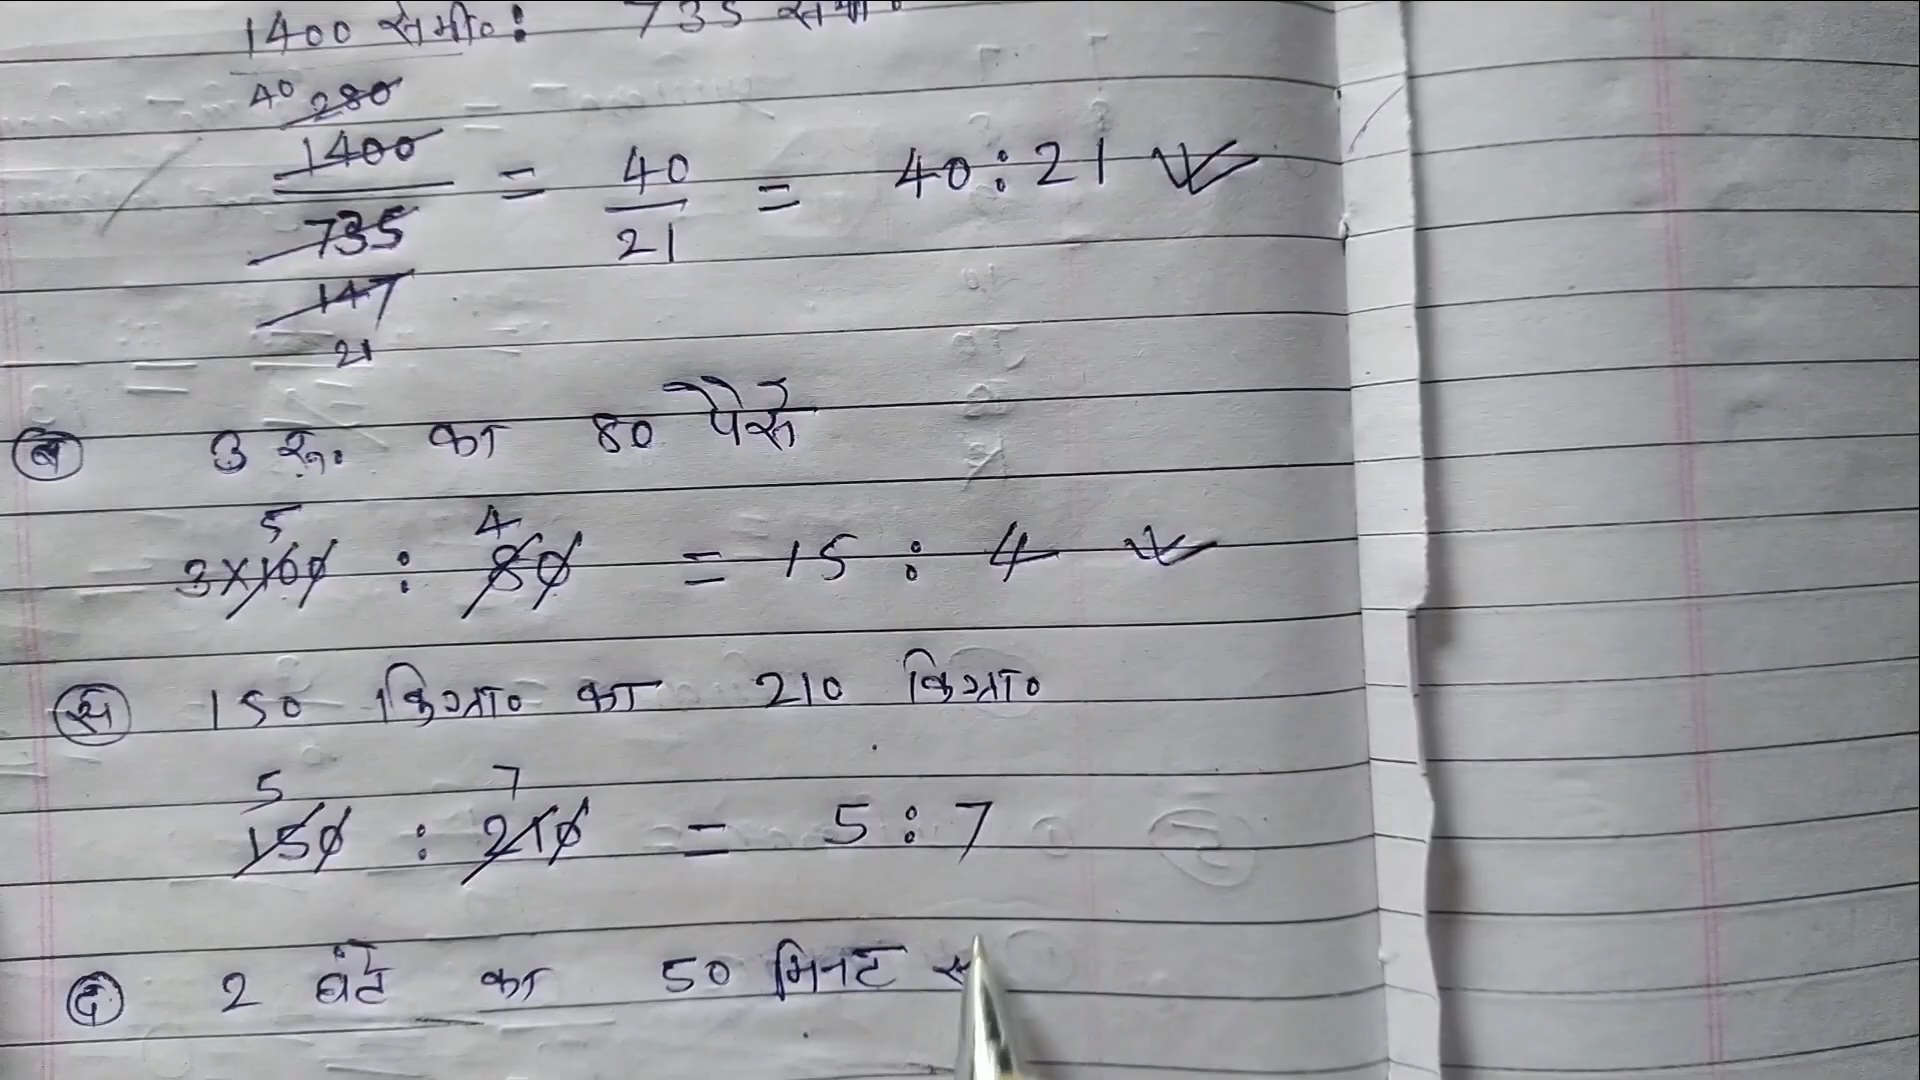 1400 सेमी० : 735 सेमी०
40 280
1400
735
147
21
= 40/21 = 40:21
ब 3 रू. का 80 पैसे
5 4
3×100 : 80 = 15 : 4
स 150 किग्रा० का 210 किग्रा०
5 7
150 : 210 = 5:7
द 2 घंटे का 50 मिनट